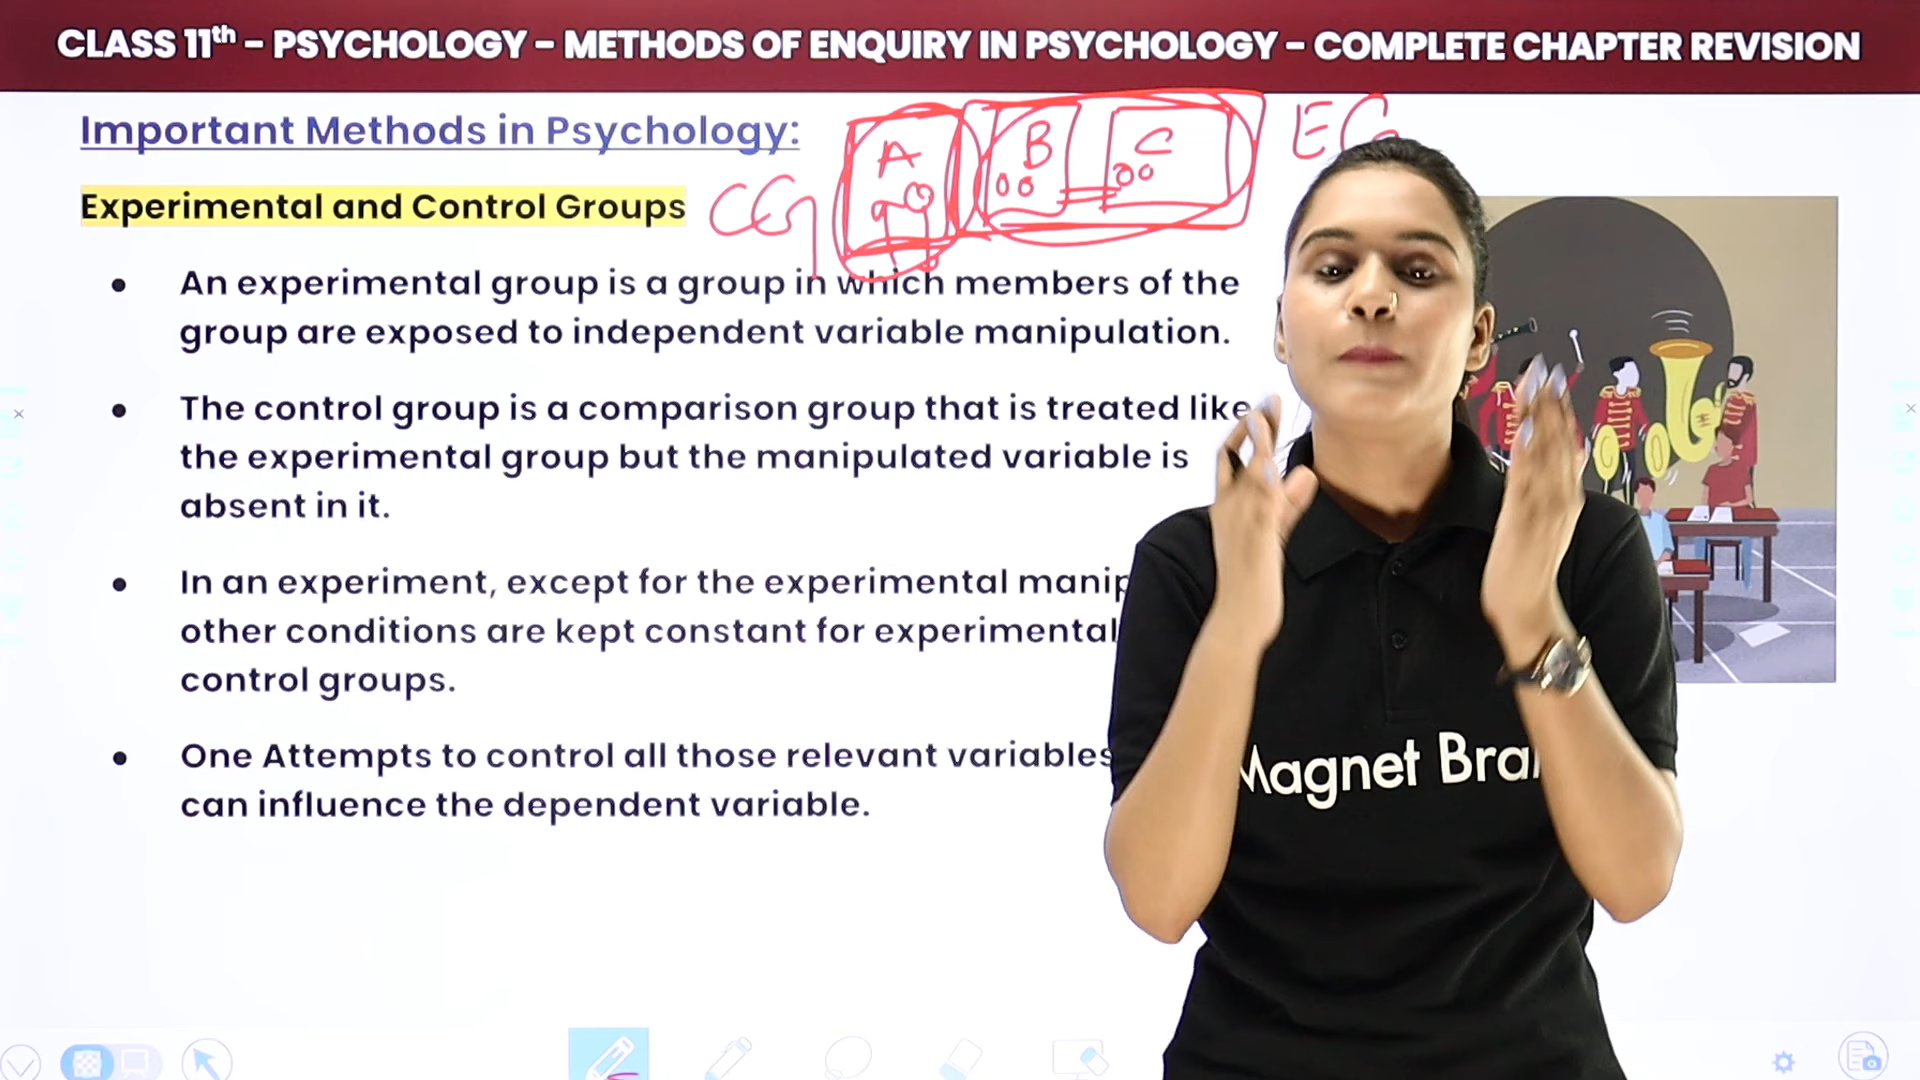 CLASS 11th – PSYCHOLOGY – METHODS OF ENQUIRY IN PSYCHOLOGY – COMPLETE CHAPTER REVISION
Important Methods in Psychology:
A B C EG
Experimental and Control Groups CG
• An experimental group is a group in which members of the
group are exposed to independent variable manipulation.
• The control group is a comparison group that is treated like
the experimental group but the manipulated variable is
absent in it.
• In an experiment, except for the experimental manip
other conditions are kept constant for experimental
control groups.
• One Attempts to control all those relevant variables
can influence the dependent variable.
Magnet Bra